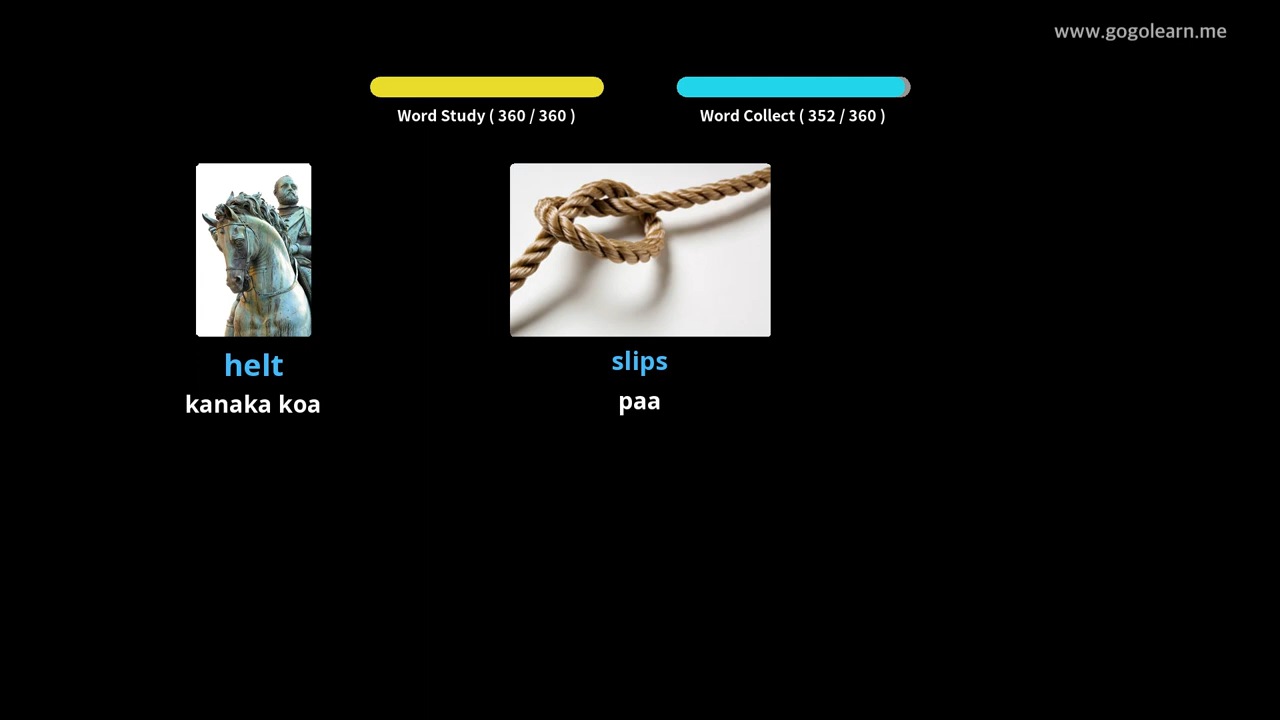 www.gogolearn.me
Word Study ( 360 / 360 )
Word Collect ( 352 / 360 )
helt
kanaka koa
slips
paa